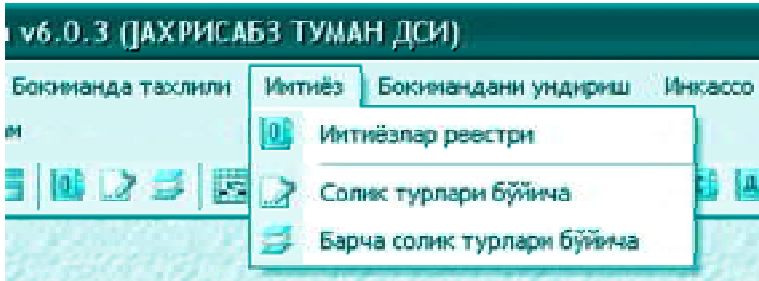 v6.0.3 (ҶАХРИСАБЗ ТУМАН ДСИ)
Бокиманда тахлили Имтиёз Бокимандани ундириш Инкассо
Имтиёзлар реестри
Солик турлари бўйича
Барча солик турлари бўйича